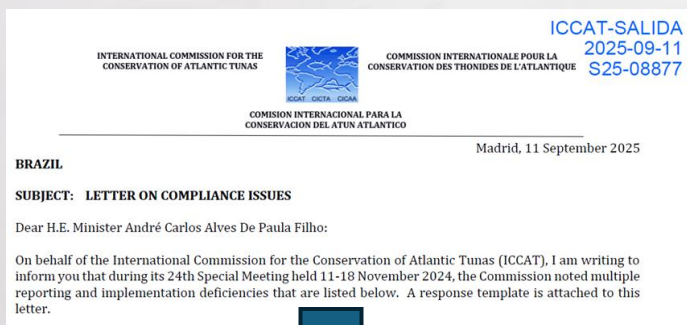 ICCAT-SALIDA
2025-09-11
S25-08877
INTERNATIONAL COMMISSION FOR THE
CONSERVATION OF ATLANTIC TUNAS
ICCAT CICTA CICAA
COMMISSION INTERNATIONALE POUR LA
CONSERVATION DES THONIDES DE L'ATLANTIQUE
COMISION INTERNACIONAL PARA LA
CONSERVACION DEL ATUN ATLANTICO
Madrid, 11 September 2025
BRAZIL
SUBJECT: LETTER ON COMPLIANCE ISSUES
Dear H.E. Minister André Carlos Alves De Paula Filho:
On behalf of the International Commission for the Conservation of Atlantic Tunas (ICCAT), I am writing to
inform you that during its 24th Special Meeting held 11-18 November 2024, the Commission noted multiple
reporting and implementation deficiencies that are listed below. A response template is attached to this
letter.